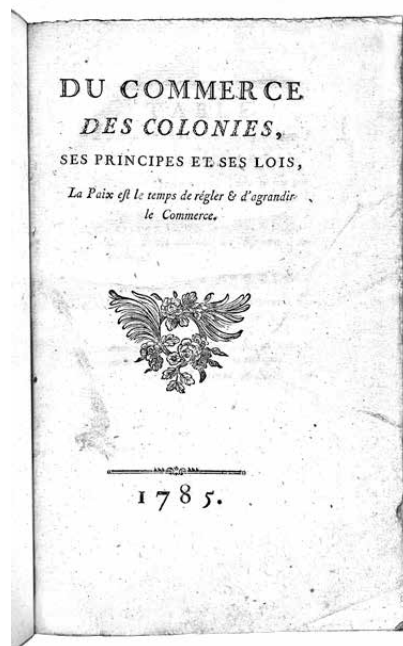 DU COMMERCE
DES COLONIES,
SES PRINCIPES ET SES LOIS,
La Paix eſt le temps de régler & d'agrandir
le Commerce.
1785.